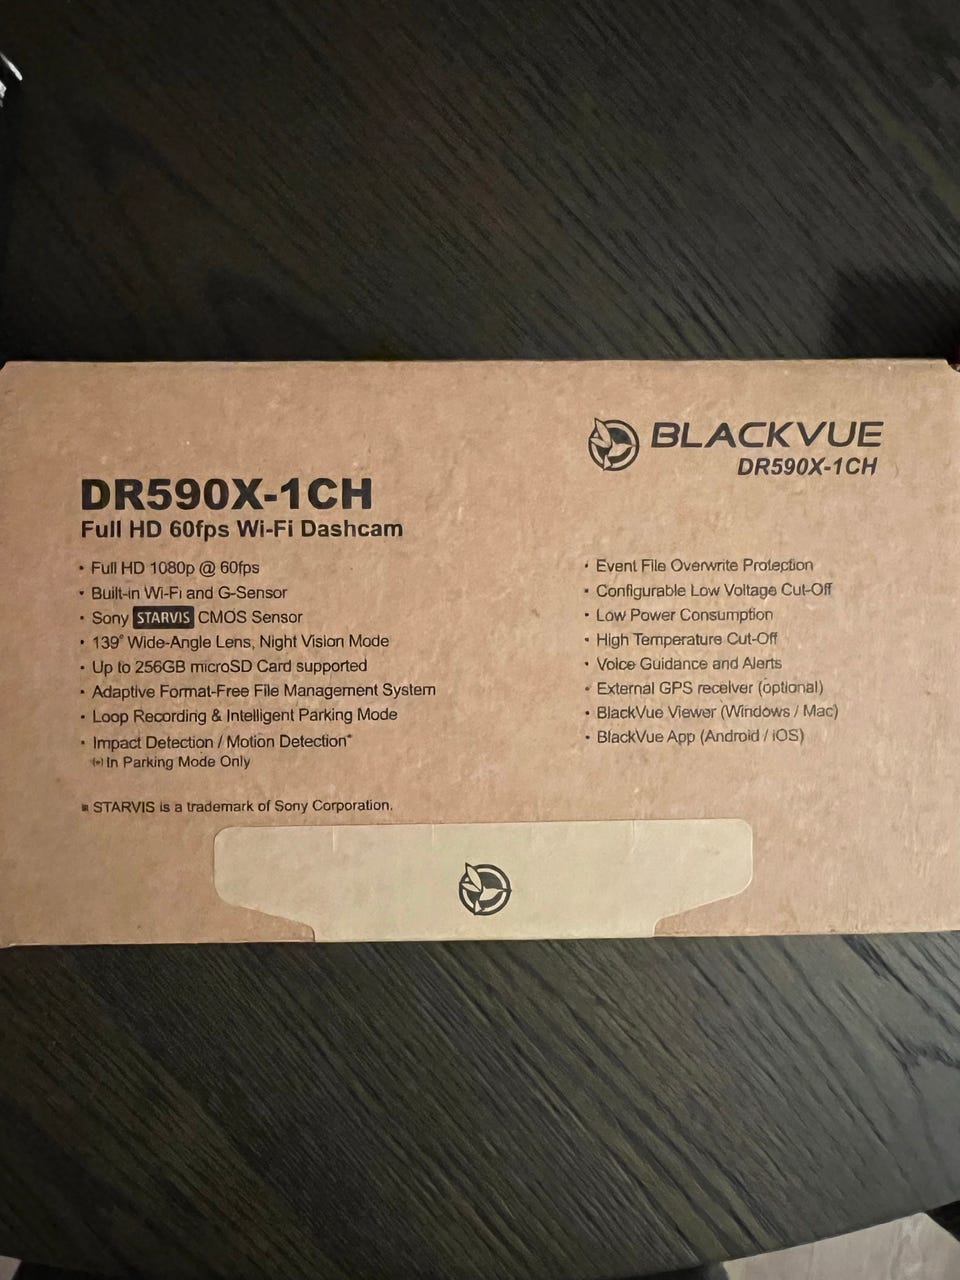 BLACKVUE
DR590X-1CH
DR590X-1CH
Full HD 60fps Wi-Fi Dashcam
• Full HD 1080p @ 60fps
• Built-in Wi-Fi and G-Sensor
• Sony STARVIS CMOS Sensor
• 139° Wide-Angle Lens, Night Vision Mode
• Up to 256GB microSD Card supported
• Adaptive Format-Free File Management System
• Loop Recording & Intelligent Parking Mode
• Impact Detection / Motion Detection*
(*) In Parking Mode Only
※ STARVIS is a trademark of Sony Corporation.
• Event File Overwrite Protection
• Configurable Low Voltage Cut-Off
• Low Power Consumption
• High Temperature Cut-Off
• Voice Guidance and Alerts
• External GPS receiver (optional)
• BlackVue Viewer (Windows / Mac)
• BlackVue App (Android / iOS)